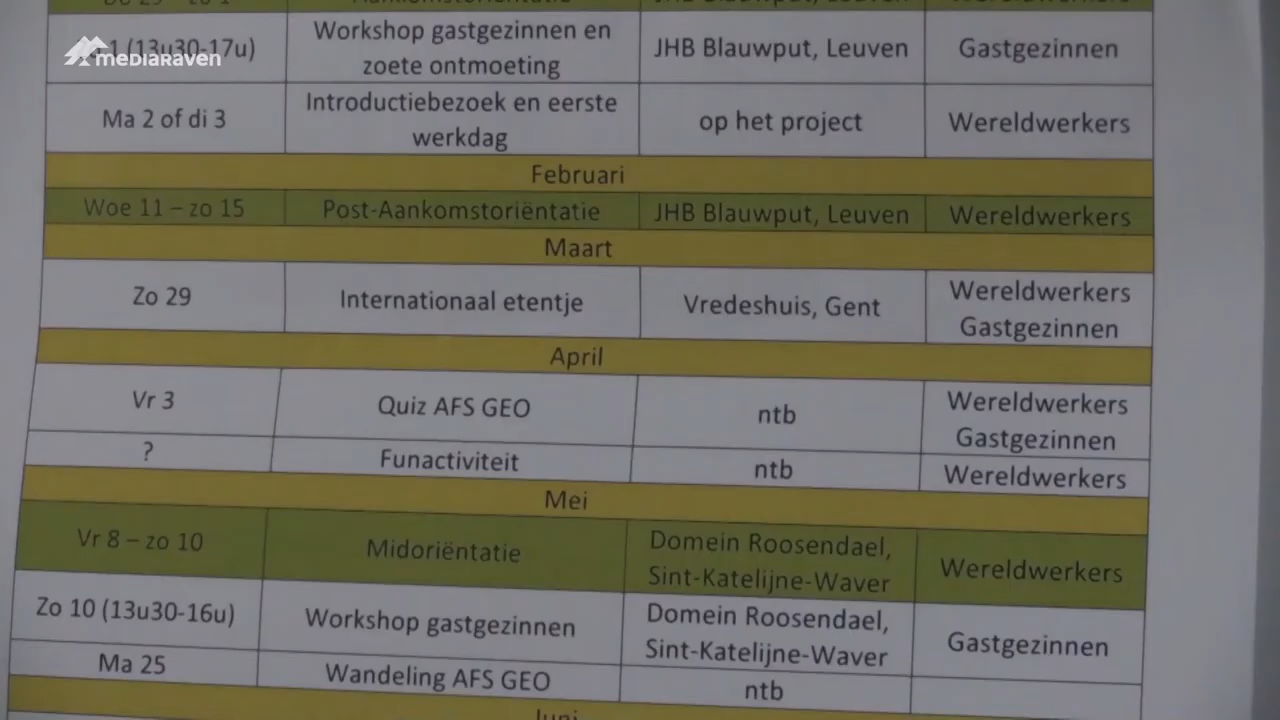 Workshop gastgezinnen en
zoete ontmoeting
1 (13u30-17u)
JHB Blauwput, Leuven
Gastgezinnen
mediaraven
Ma 2 of di 3
Introductiebezoek en eerste
werkdag
op het project
Wereldwerkers
Februari
Woe 11 – zo 15
Post-Aankomstoriëntatie
JHB Blauwput, Leuven
Wereldwerkers
Maart
Zo 29
Internationaal etentje
Vredeshuis, Gent
Wereldwerkers
Gastgezinnen
April
Vr 3
Quiz AFS GEO
ntb
Wereldwerkers
Gastgezinnen
?
Funactiviteit
ntb
Wereldwerkers
Mei
Vr 8 – zo 10
Midoriëntatie
Domein Roosendael,
Sint-Katelijne-Waver
Wereldwerkers
Zo 10 (13u30-16u)
Workshop gastgezinnen
Domein Roosendael,
Sint-Katelijne-Waver
Gastgezinnen
Ma 25
Wandeling AFS GEO
ntb
Juni